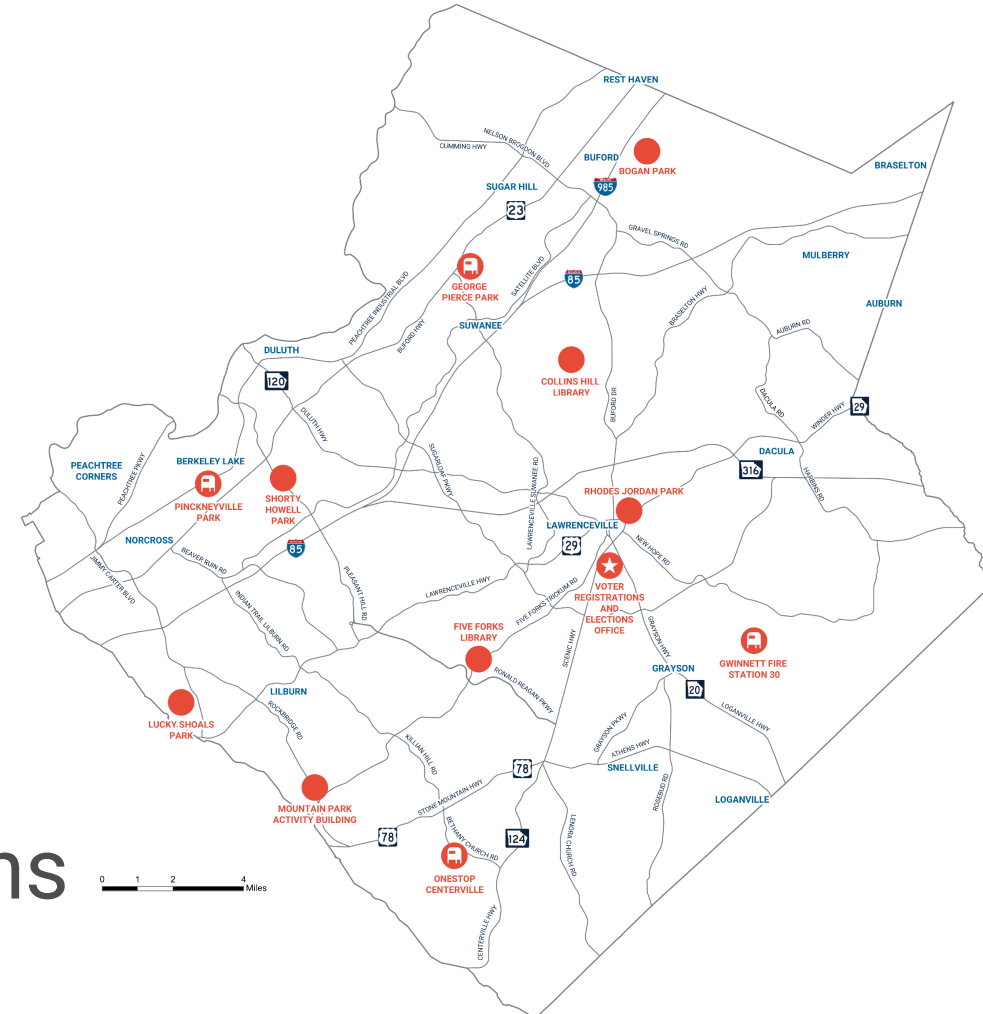 REST HAVEN
NELSON BROGDON BLVD
CUMMING HWY
BUFORD
BOGAN PARK
BRASELTON
985
SUGAR HILL
23
GRAVEL SPRINGS RD
MULBERRY
GEORGE
PIERCE PARK
SATELLITE BLVD
85
PEACHTREE INDUSTRIAL BLVD
BUFORD HWY
BRASELTON HWY
AUBURN
SUWANEE
AUBURN RD
DULUTH
120
COLLINS HILL
LIBRARY
BUFORD DR
DACULA RD
29
WINDER HWY
DULUTH HWY
SUGARLOAF PKWY
DACULA
316
HARBINS RD
PEACHTREE
CORNERS
PEACHTREE PKWY
BERKELEY LAKE
PINCKNEYVILLE
PARK
SHORTY
HOWELL
PARK
LAWRENCEVILLE SUWANEE RD
RHODES JORDAN PARK
LAWRENCEVILLE
29
NEW HOPE RD
NORCROSS
BEAVER RUIN RD
85
JIMMY CARTER BLVD
PLEASANT HILL RD
INDIAN TRAIL LILBURN RD
LAWRENCEVILLE HWY
FIVE FORKS TRICKUM RD
VOTER
REGISTRATIONS
AND
ELECTIONS
OFFICE
FIVE FORKS
LIBRARY
SCENIC HWY
GRAYSON HWY
GWINNETT FIRE
STATION 30
GRAYSON
20
RONALD REAGAN PKWY
LOGANVILLE HWY
LILBURN
ROCKBRIDGE RD
LUCKY SHOALS
PARK
KILLIAN HILL RD
GRAYSON PKWY
ATHENS HWY
78
SNELLVILLE
ROSEBUD RD
LOGANVILLE
STONE MOUNTAIN HWY
MOUNTAIN PARK
ACTIVITY BUILDING
78
BETHANY CHURCH RD
124
LENORA CHURCH RD
ONESTOP
CENTERVILLE
CENTERVILLE HWY
ns
0 1 2 4
Miles